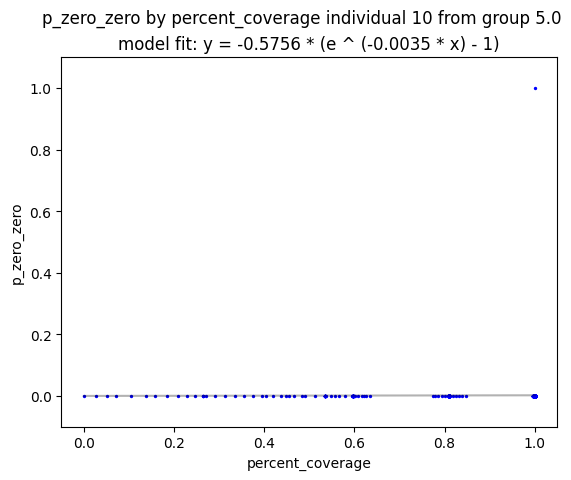 p_zero_zero by percent_coverage individual 10 from group 5.0
model fit: y = -0.5756 * (e ^ (-0.0035 * x) - 1)
1.0
0.8
0.6
0.4
0.2
0.0
p_zero_zero
0.0 0.2 0.4 0.6 0.8 1.0
percent_coverage